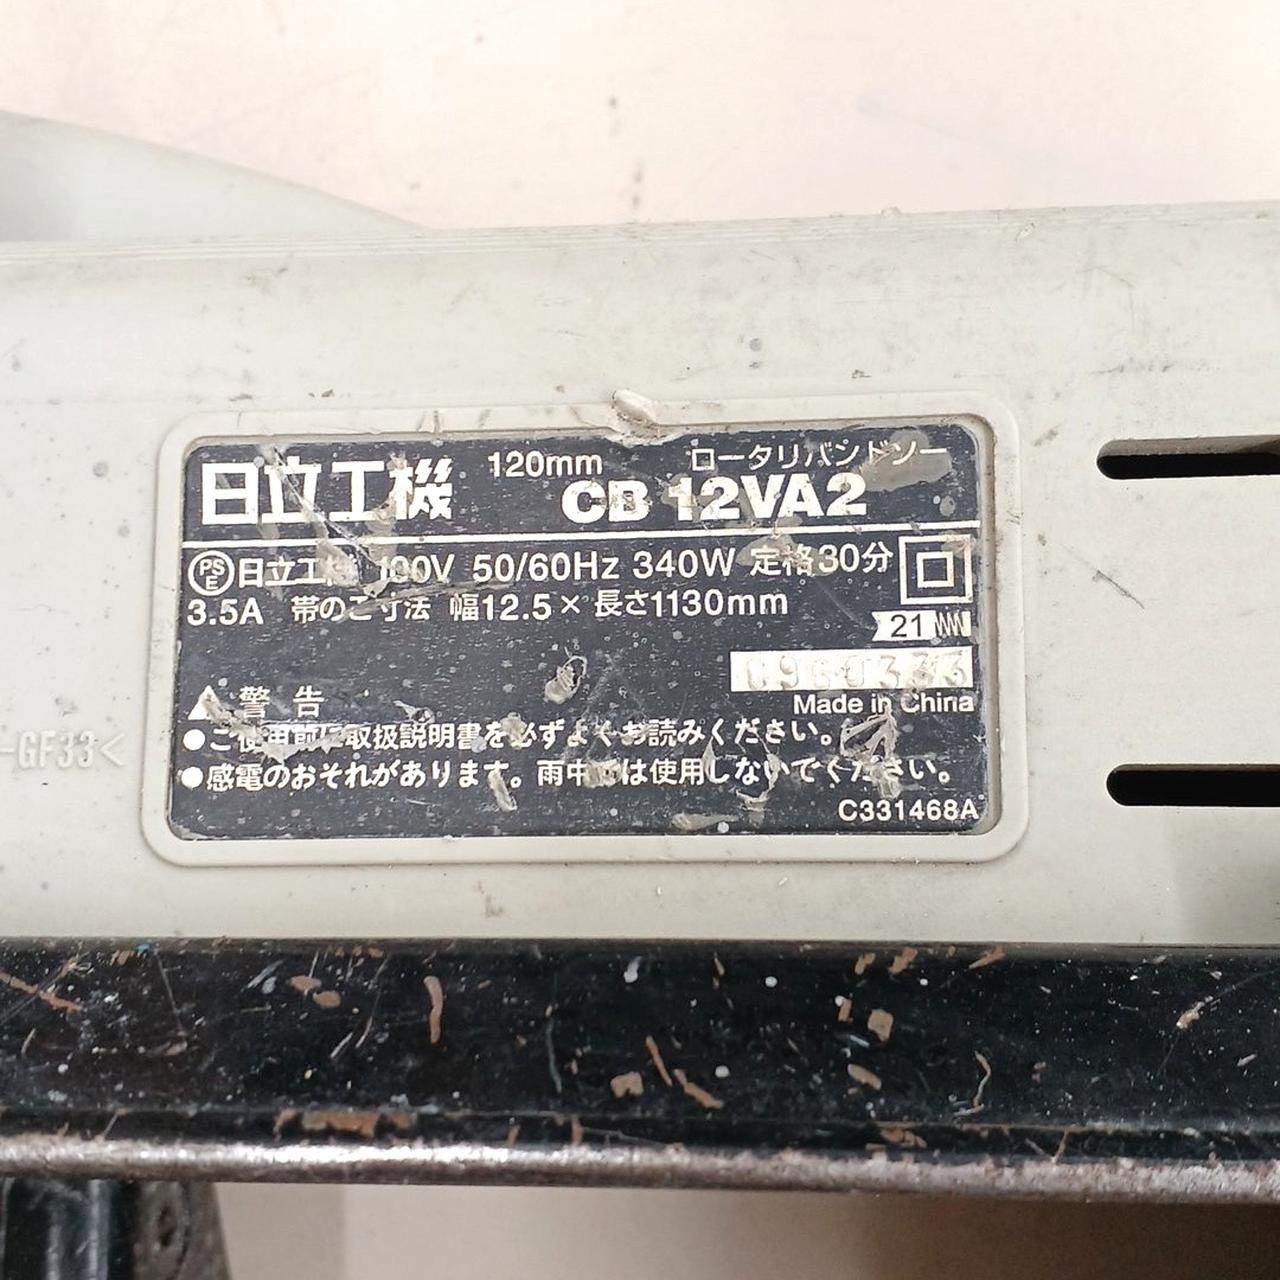 日立工機 120mm ロータリバンドソー
CB 12VA2
PSE 日立工機 100V 50/60Hz 340W 定格30分
3.5A 帯のこ寸法 幅12.5×長さ1130mm
21
Made in China
警告
●ご使用前に取扱説明書を必ずよくお読みください。
●感電のおそれがあります。雨中では使用しないでください。
C331468A
-GF33<